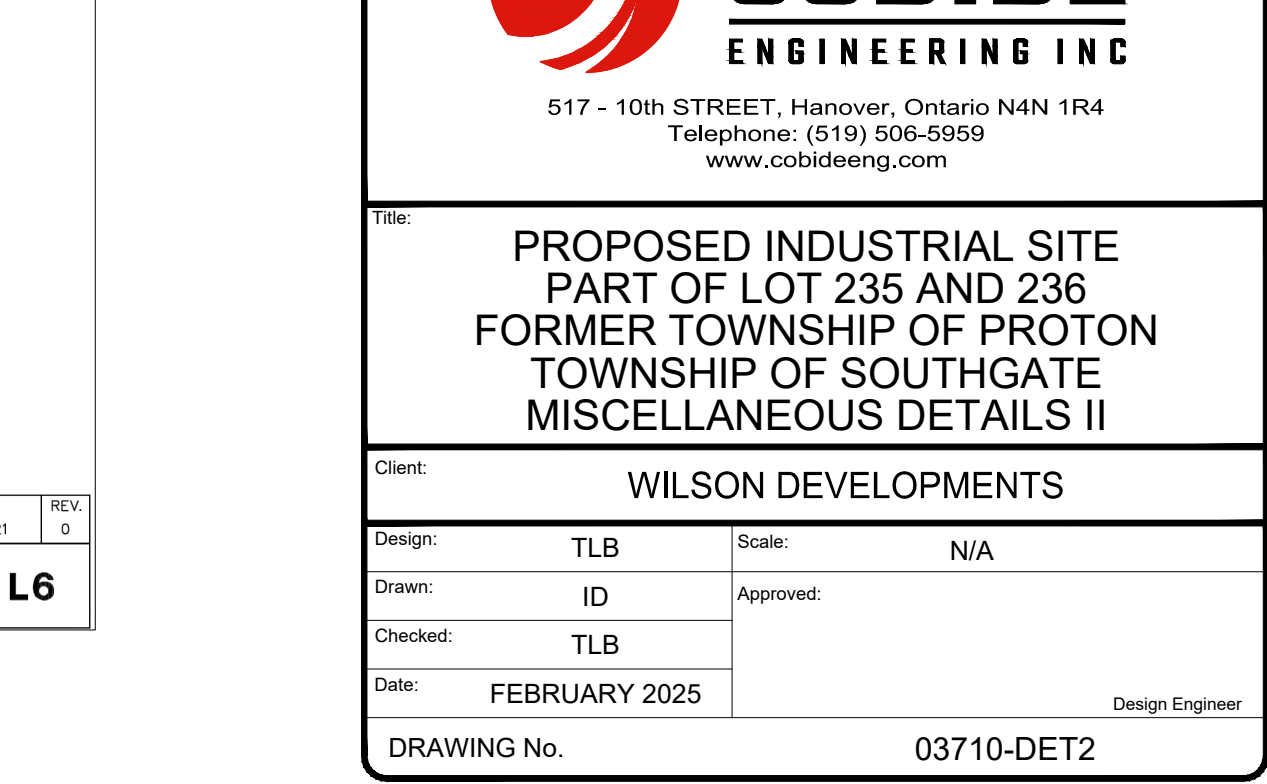 ENGINEERING INC
517 - 10th STREET, Hanover, Ontario N4N 1R4
Telephone: (519) 506-5959
www.cobideeng.com
Title:
PROPOSED INDUSTRIAL SITE
PART OF LOT 235 AND 236
FORMER TOWNSHIP OF PROTON
TOWNSHIP OF SOUTHGATE
MISCELLANEOUS DETAILS II
Client:
WILSON DEVELOPMENTS
Design: TLB
Scale: N/A
Drawn: ID
Approved:
Checked: TLB
Date: FEBRUARY 2025
Design Engineer
DRAWING No. 03710-DET2
REV.
0
L6